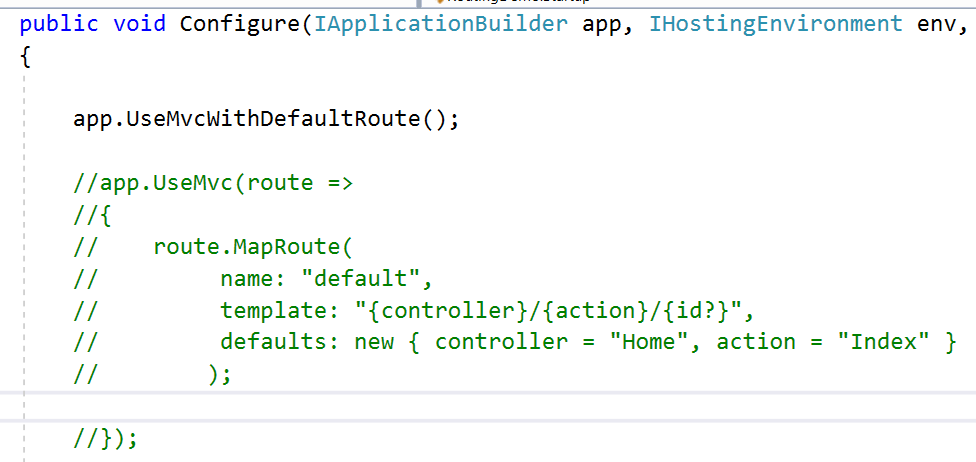 public void Configure(IApplicationBuilder app, IHostingEnvironment env,
{
app.UseMvcWithDefaultRoute();
//app.UseMvc(route =>
//{
//    route.MapRoute(
//         name: "default",
//         template: "{controller}/{action}/{id?}",
//         defaults: new { controller = "Home", action = "Index" }
//        );
//});